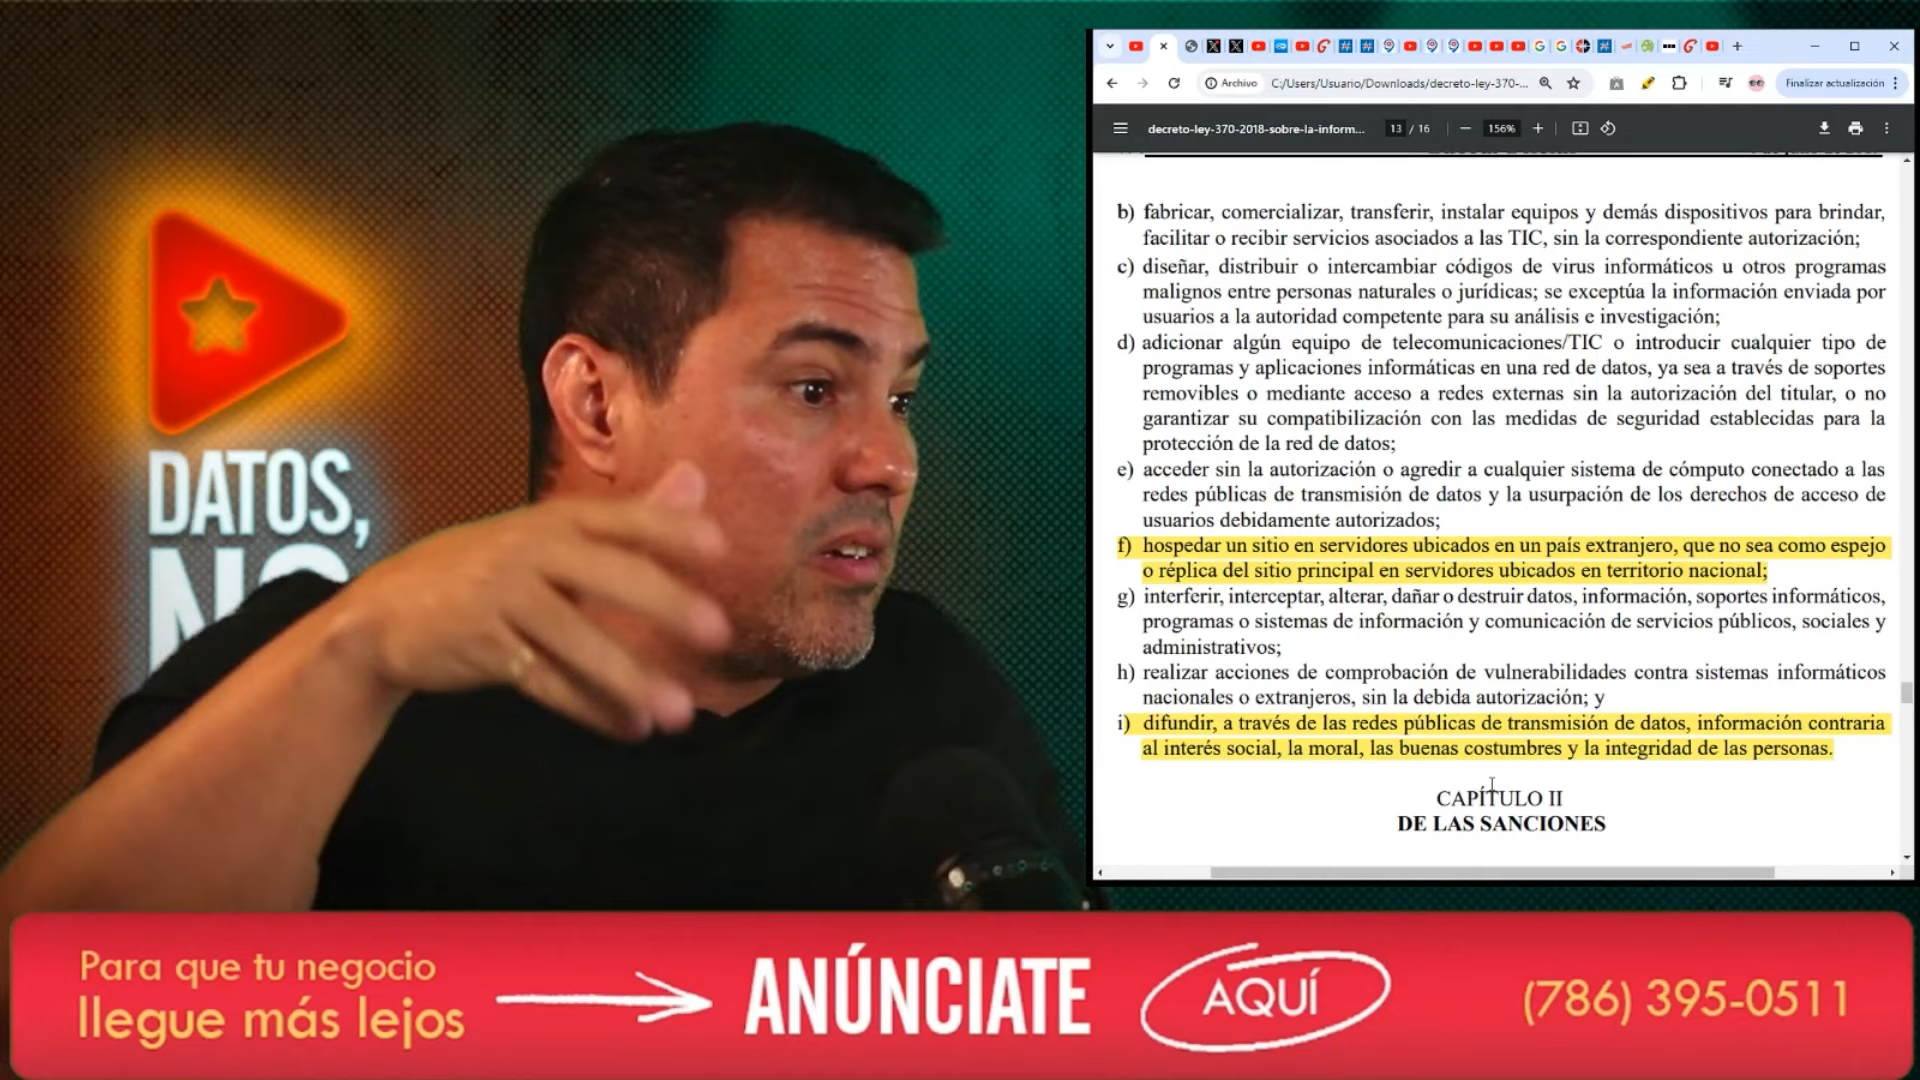 DATOS,
Archivo
C:/Users/Usuario/Downloads/decreto-ley-370-...
Finalizar actualización
decreto-ley-370-2018-sobre-la-inform...
13 / 16
156%
b) fabricar, comercializar, transferir, instalar equipos y demás dispositivos para brindar,
facilitar o recibir servicios asociados a las TIC, sin la correspondiente autorización;
c) diseñar, distribuir o intercambiar códigos de virus informáticos u otros programas
malignos entre personas naturales o jurídicas; se exceptúa la información enviada por
usuarios a la autoridad competente para su análisis e investigación;
d) adicionar algún equipo de telecomunicaciones/TIC o introducir cualquier tipo de
programas y aplicaciones informáticas en una red de datos, ya sea a través de soportes
removibles o mediante acceso a redes externas sin la autorización del titular, o no
garantizar su compatibilización con las medidas de seguridad establecidas para la
protección de la red de datos;
e) acceder sin la autorización o agredir a cualquier sistema de cómputo conectado a las
redes públicas de transmisión de datos y la usurpación de los derechos de acceso de
usuarios debidamente autorizados;
f) hospedar un sitio en servidores ubicados en un país extranjero, que no sea como espejo
o réplica del sitio principal en servidores ubicados en territorio nacional;
g) interferir, interceptar, alterar, dañar o destruir datos, información, soportes informáticos,
programas o sistemas de información y comunicación de servicios públicos, sociales y
administrativos;
h) realizar acciones de comprobación de vulnerabilidades contra sistemas informáticos
nacionales o extranjeros, sin la debida autorización; y
i) difundir, a través de las redes públicas de transmisión de datos, información contraria
al interés social, la moral, las buenas costumbres y la integridad de las personas.
CAPÍTULO II
DE LAS SANCIONES
Para que tu negocio
llegue más lejos
ANÚNCIATE
AQUÍ
(786) 395-0511